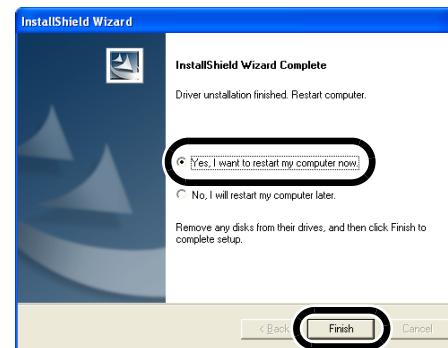 InstallShield Wizard
InstallShield Wizard Complete
Driver unstallation finished. Restart computer.
Yes, I want to restart my computer now.
No, I will restart my computer later.
Remove any disks from their drives, and then click Finish to
complete setup.
< Back
Finish
Cancel